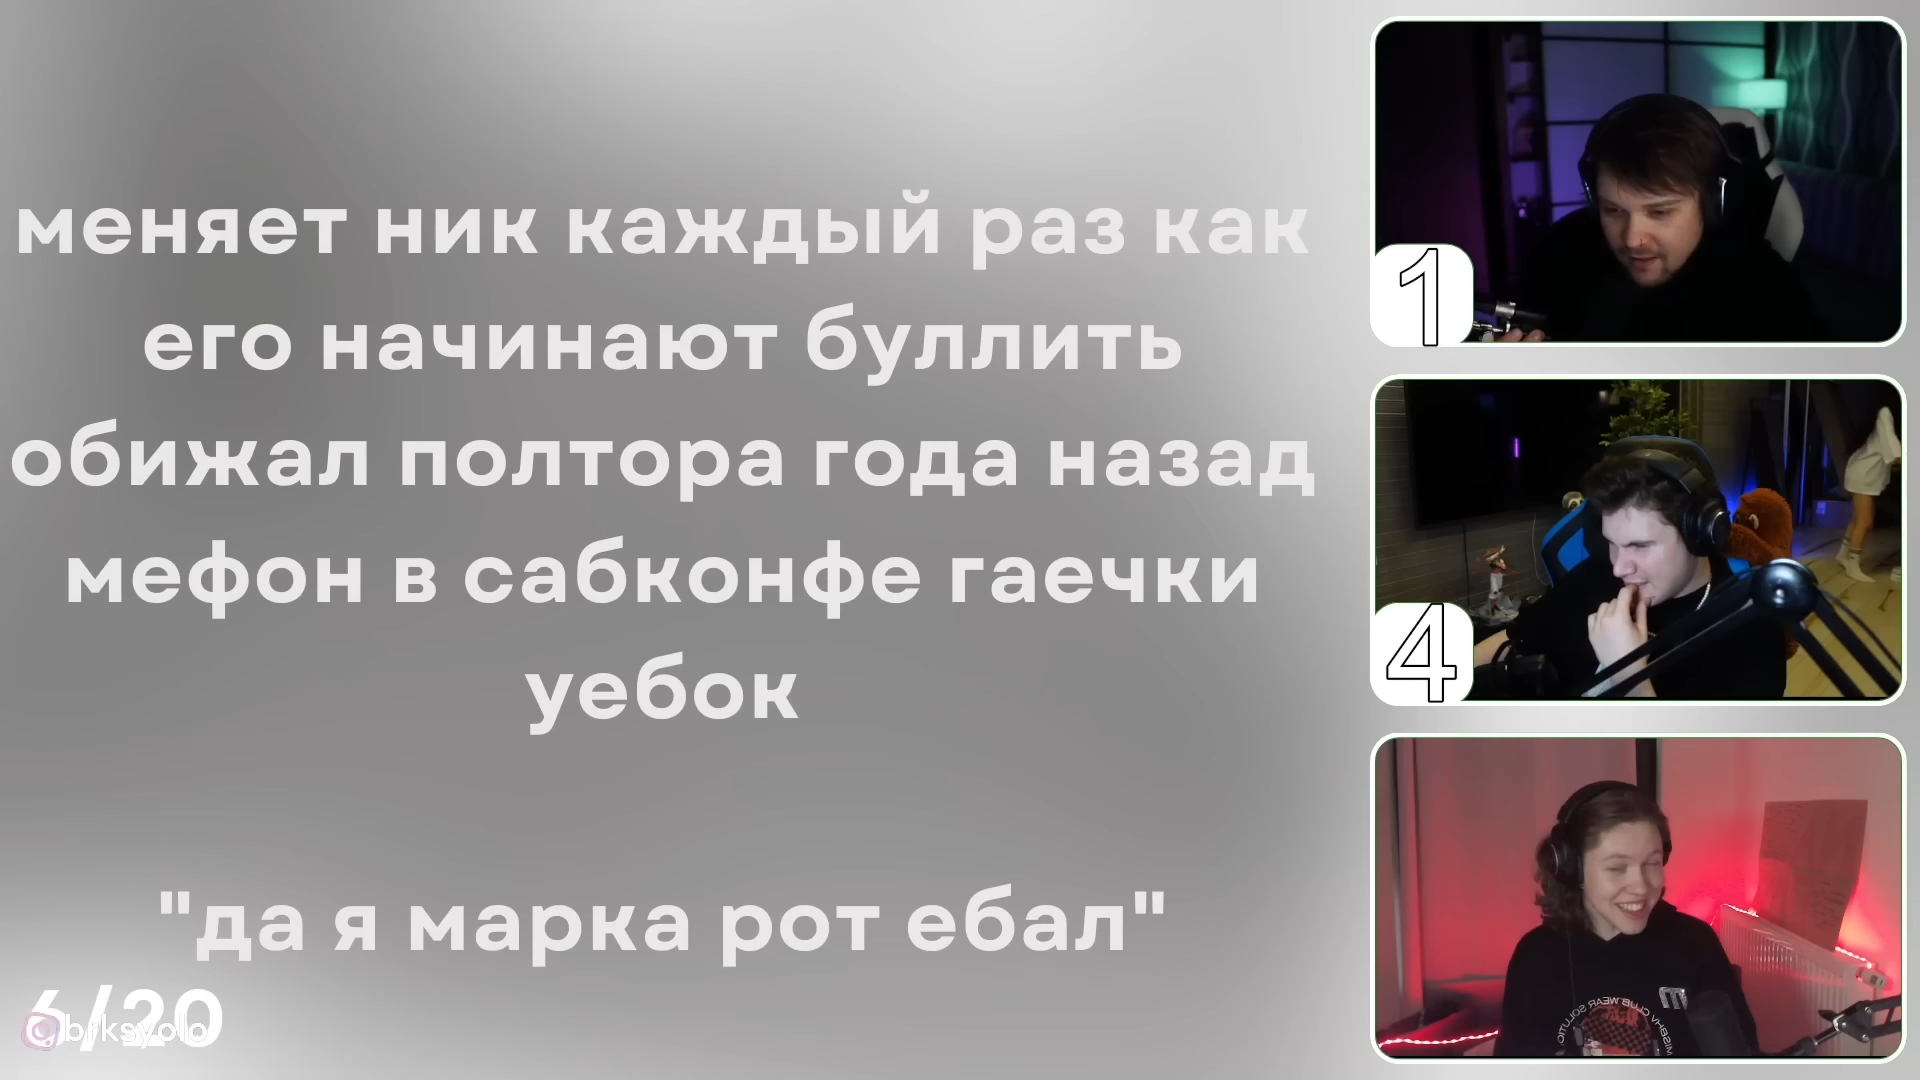 меняет ник каждый раз как
его начинают буллить
обижал полтора года назад
мефон в сабконфе гаечки
уебок
"да я марка рот ебал"
6/20
1
4